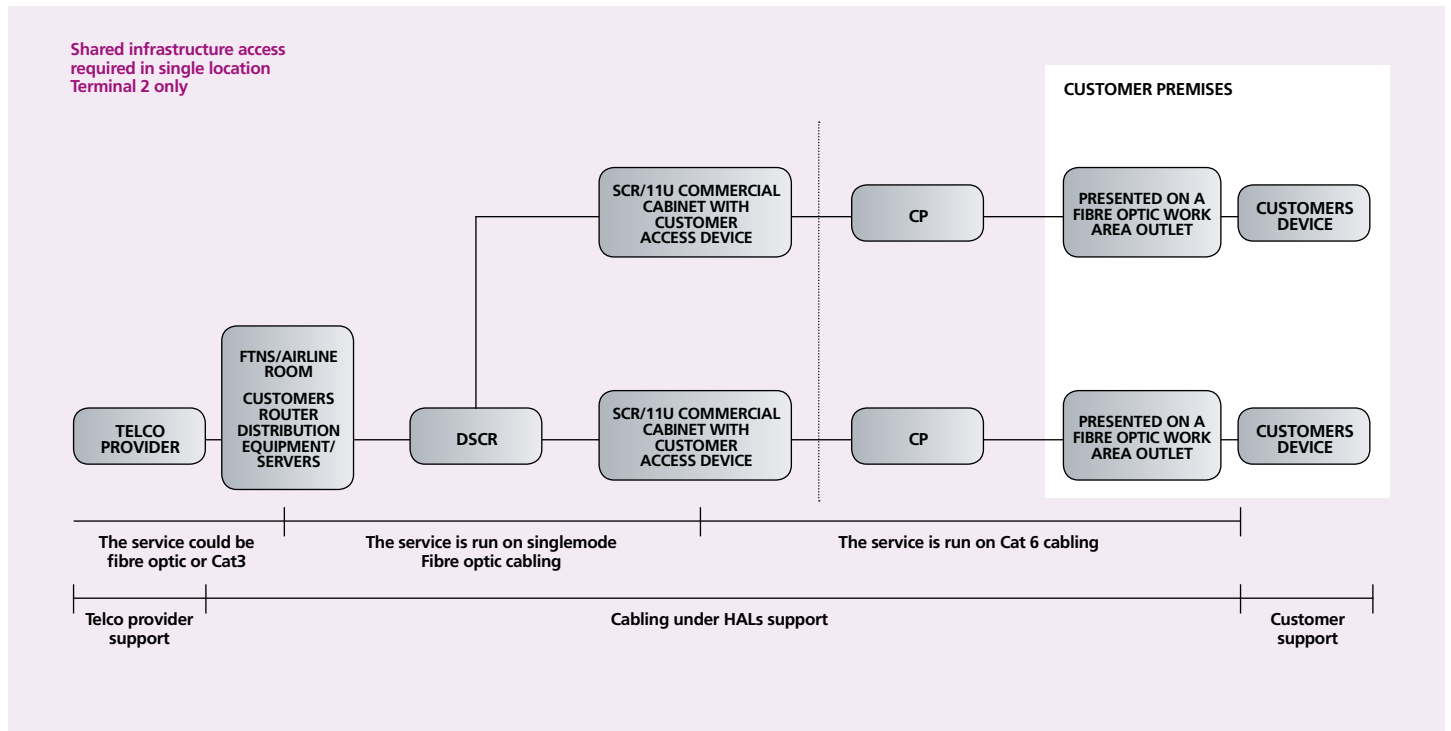 Shared infrastructure access
required in single location
Terminal 2 only
CUSTOMER PREMISES
SCR/11U COMMERCIAL
CABINET WITH
CUSTOMER
ACCESS DEVICE
CP
PRESENTED ON A
FIBRE OPTIC WORK
AREA OUTLET
CUSTOMERS
DEVICE
TELCO
PROVIDER
FTNS/AIRLINE
ROOM
CUSTOMERS
ROUTER
DISTRIBUTION
EQUIPMENT/
SERVERS
DSCR
SCR/11U COMMERCIAL
CABINET WITH
CUSTOMER
ACCESS DEVICE
CP
PRESENTED ON A
FIBRE OPTIC WORK
AREA OUTLET
CUSTOMERS
DEVICE
The service could be
fibre optic or Cat3
The service is run on singlemode
Fibre optic cabling
The service is run on Cat 6 cabling
Telco provider
support
Cabling under HALs support
Customer
support